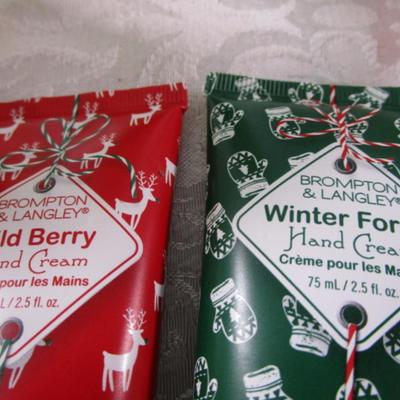 BROMPTON
& LANGLEY®
ld Berry
nd Cream
pour les Mains
L / 2.5 fl. oz.
BROMPTON
& LANGLEY®
Winter For
Hand Crea
Crème pour les Ma
75 mL / 2.5 fl. oz.